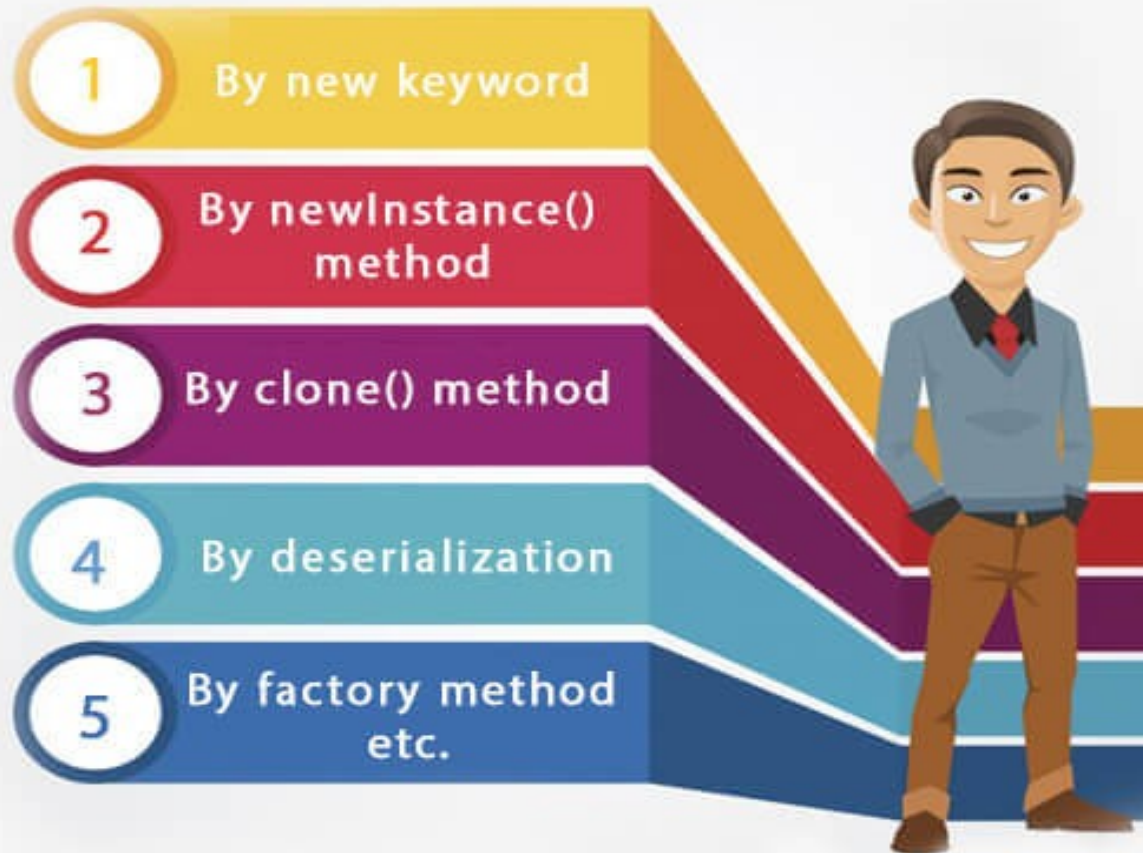 1
By new keyword
2
By newInstance()
method
3
By clone() method
4
By deserialization
5
By factory method
etc.